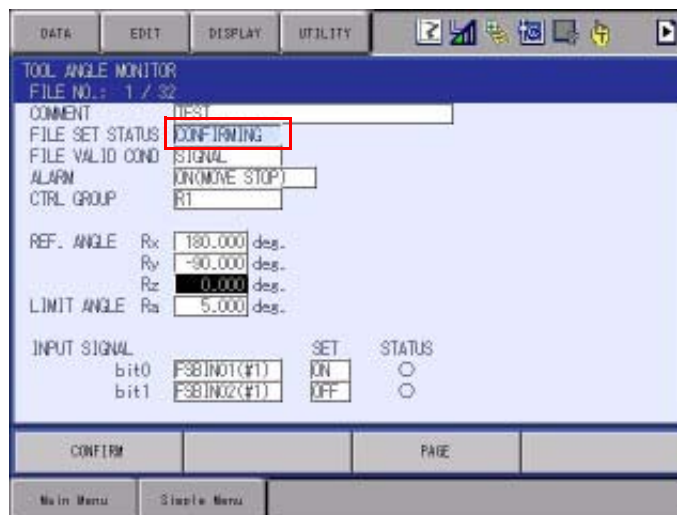 DATA EDIT DISPLAY UTILITY
TOOL ANGLE MONITOR
FILE NO.: 1 / 32
COMMENT TEST
FILE SET STATUS CONFIRMING
FILE VALID COND SIGNAL
ALARM ON(MOVE STOP)
CTRL GROUP R1
REF. ANGLE Rx 180.000 deg.
Ry -90.000 deg.
Rz 0.000 deg.
LIMIT ANGLE Ra 5.000 deg.
INPUT SIGNAL SET STATUS
bit0 FSBIN01(¥1) ON
bit1 FSBIN02(¥1) OFF
CONFIRM PAGE
Main Menu Simple Menu